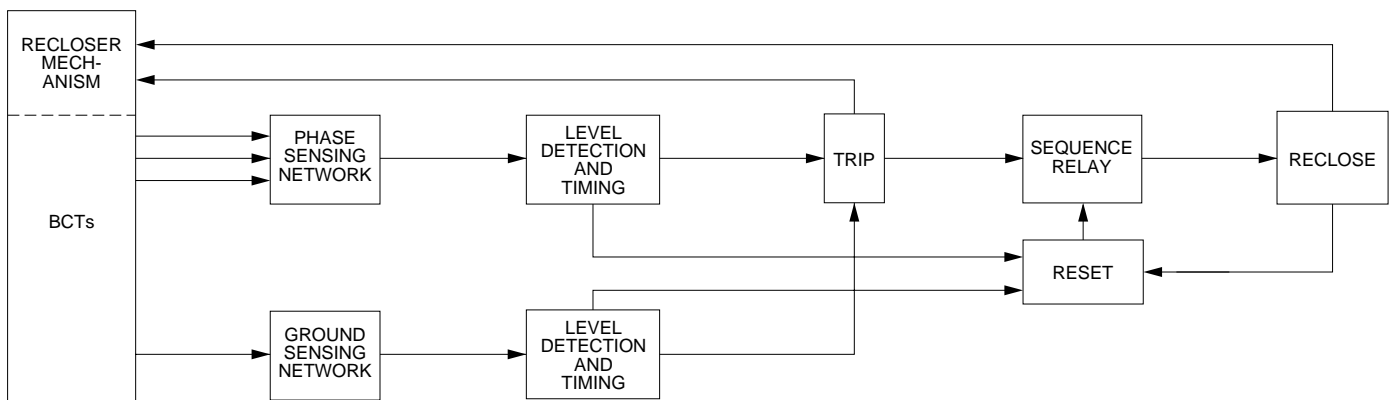 RECLOSER
MECH-
ANISM
BCTs
PHASE
SENSING
NETWORK
LEVEL
DETECTION
AND
TIMING
TRIP
SEQUENCE
RELAY
RECLOSE
RESET
GROUND
SENSING
NETWORK
LEVEL
DETECTION
AND
TIMING